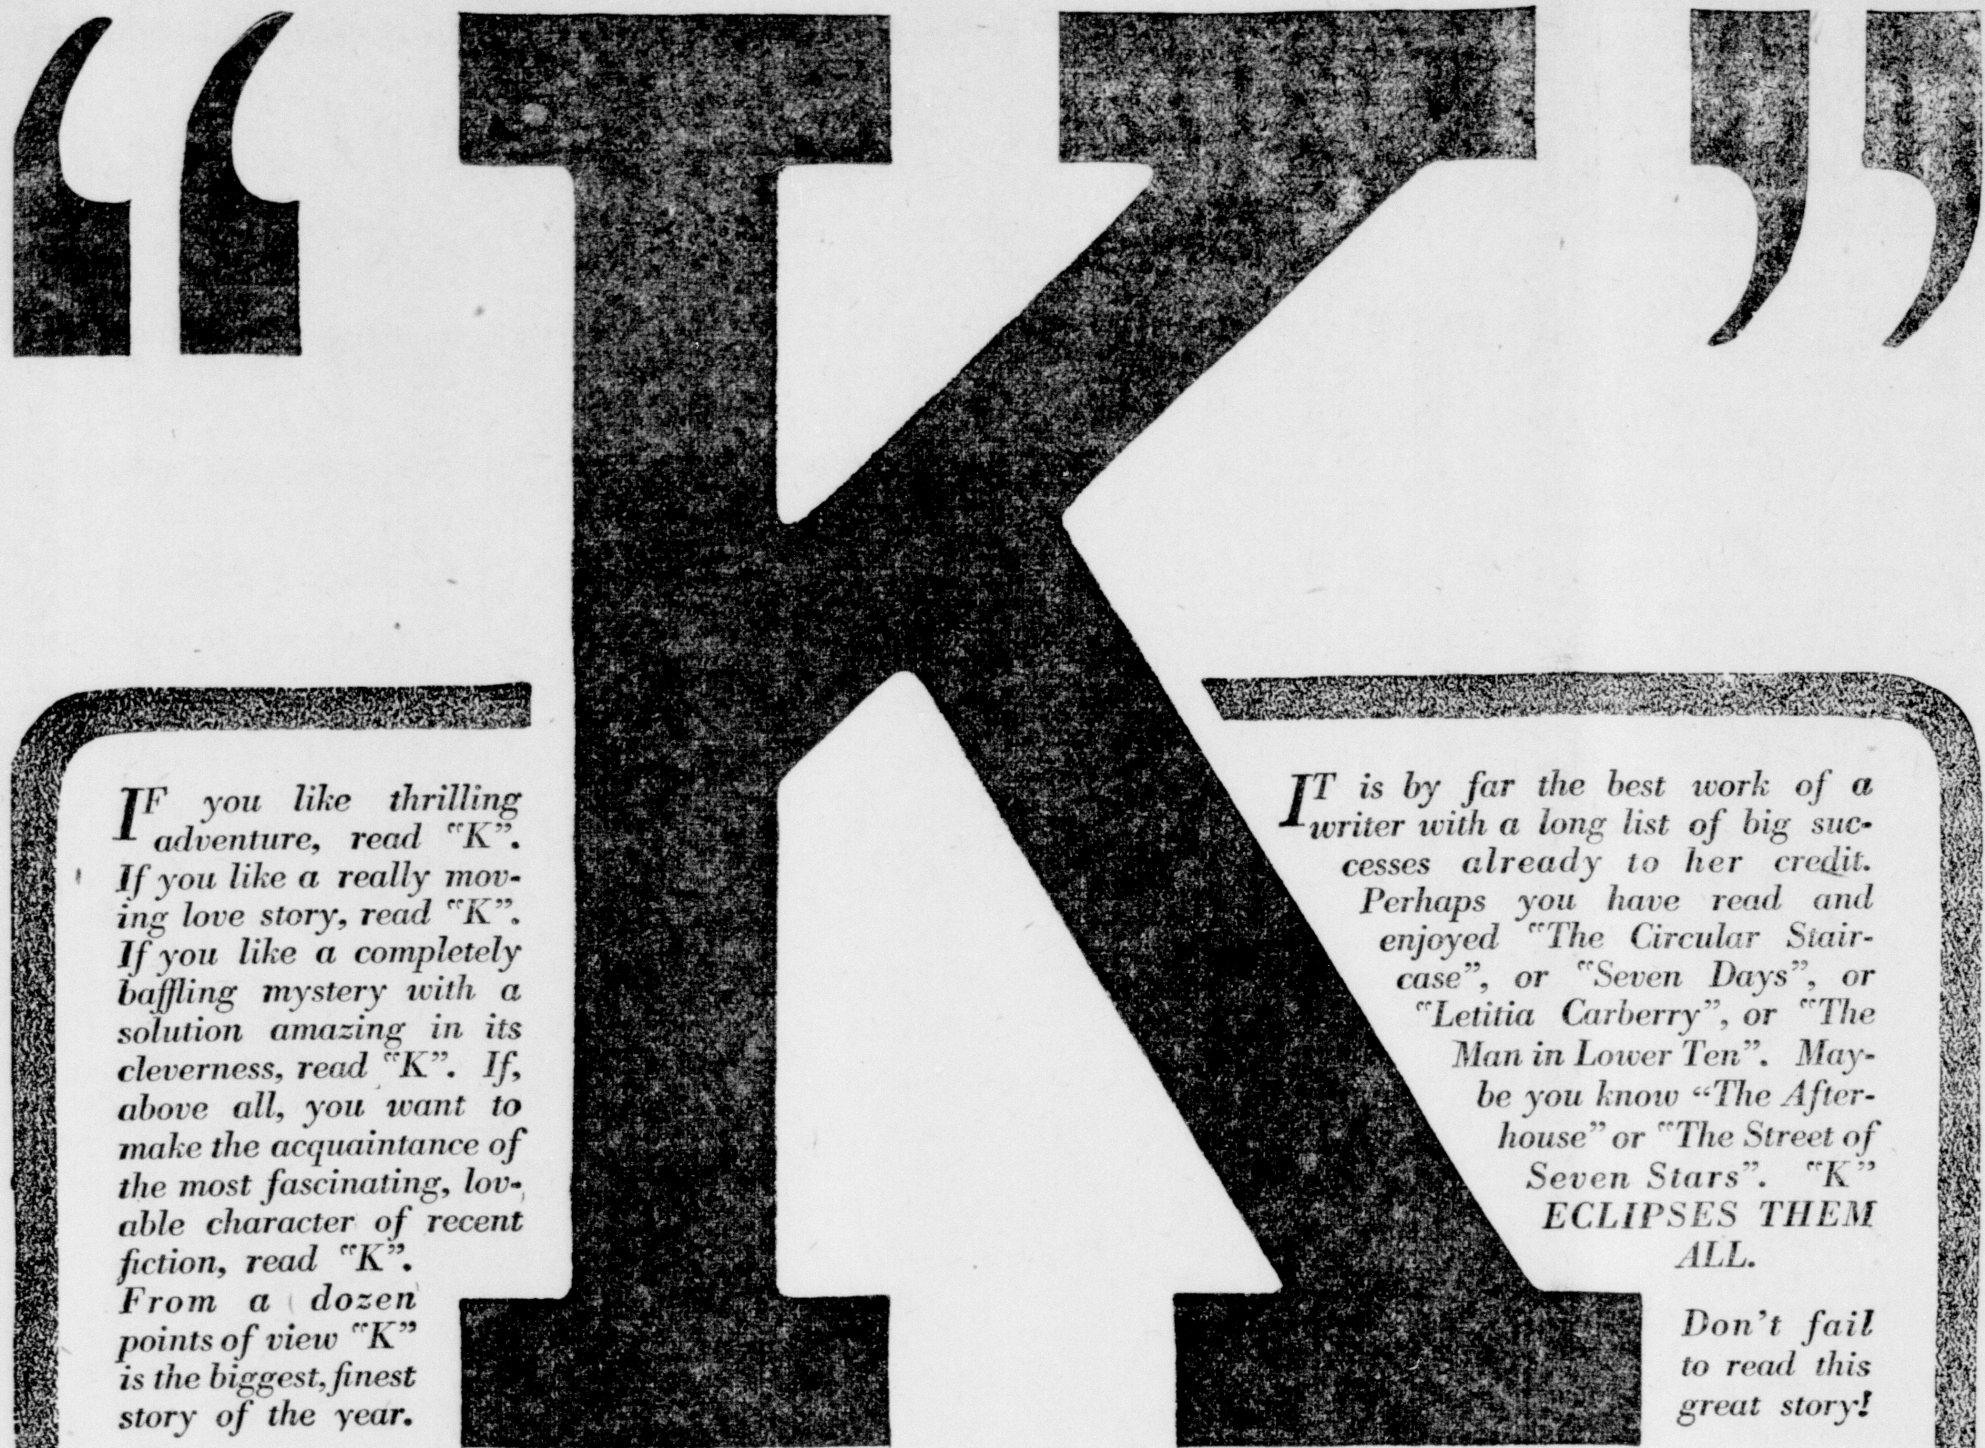 “K”
IF you like thrilling
adventure, read “K”.
If you like a really mov-
ing love story, read “K”.
If you like a completely
baffling mystery with a
solution amazing in its
cleverness, read “K”. If,
above all, you want to
make the acquaintance of
the most fascinating, lov-
able character of recent
fiction, read “K”.
From a dozen
points of view “K”
is the biggest, finest
story of the year.
IT is by far the best work of a
writer with a long list of big suc-
cesses already to her credit.
Perhaps you have read and
enjoyed “The Circular Stair-
case”, or “Seven Days”, or
“Letitia Carberry”, or “The
Man in Lower Ten”. May-
be you know “The After-
house” or “The Street of
Seven Stars”. “K”
ECLIPSES THEM
ALL.
Don't fail
to read this
great story!